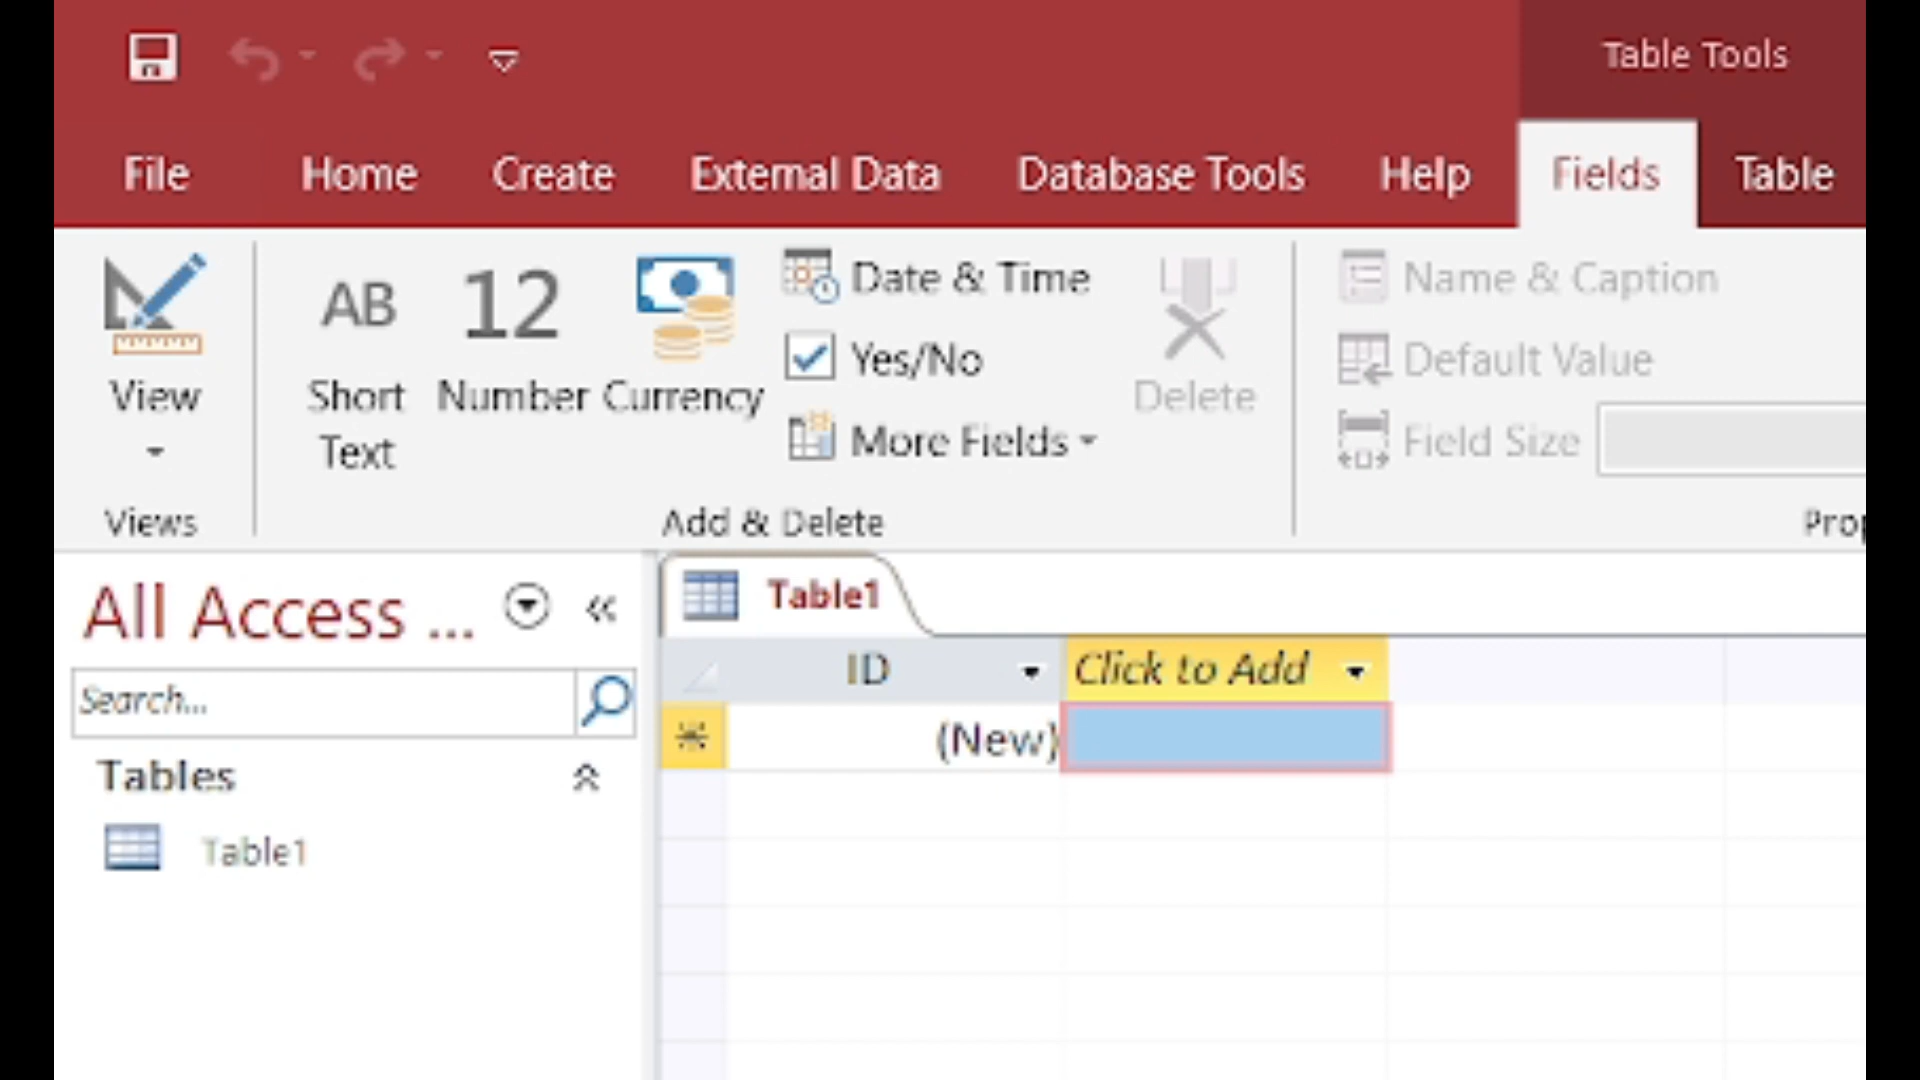 Table Tools
File Home Create External Data Database Tools Help Fields Table
View
Views
AB
Short
Text
12
Number
Currency
Date & Time
Yes/No
More Fields
Delete
Add & Delete
Name & Caption
Default Value
Field Size
Prop
All Access ...
Search...
Tables
Table1
Table1
ID Click to Add
(New)